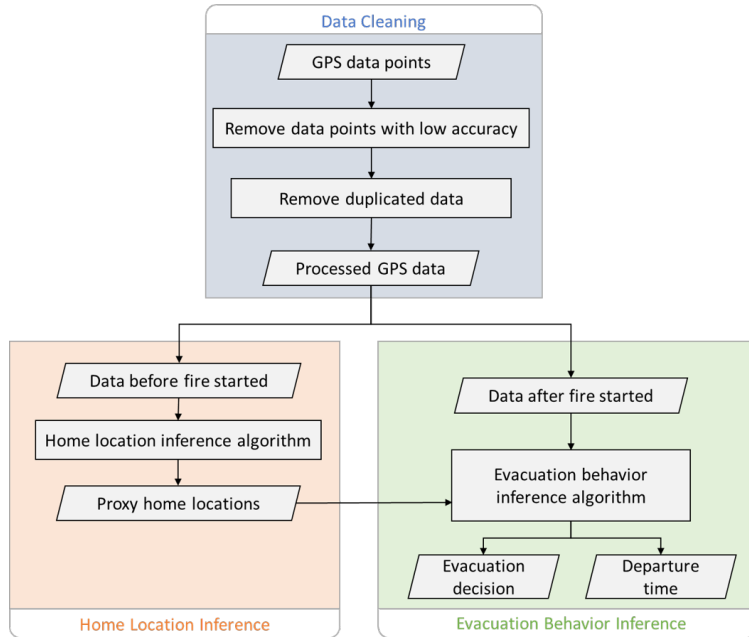 Data Cleaning
GPS data points
Remove data points with low accuracy
Remove duplicated data
Processed GPS data
Data before fire started
Home location inference algorithm
Proxy home locations
Home Location Inference
Data after fire started
Evacuation behavior
inference algorithm
Evacuation
decision
Departure
time
Evacuation Behavior Inference